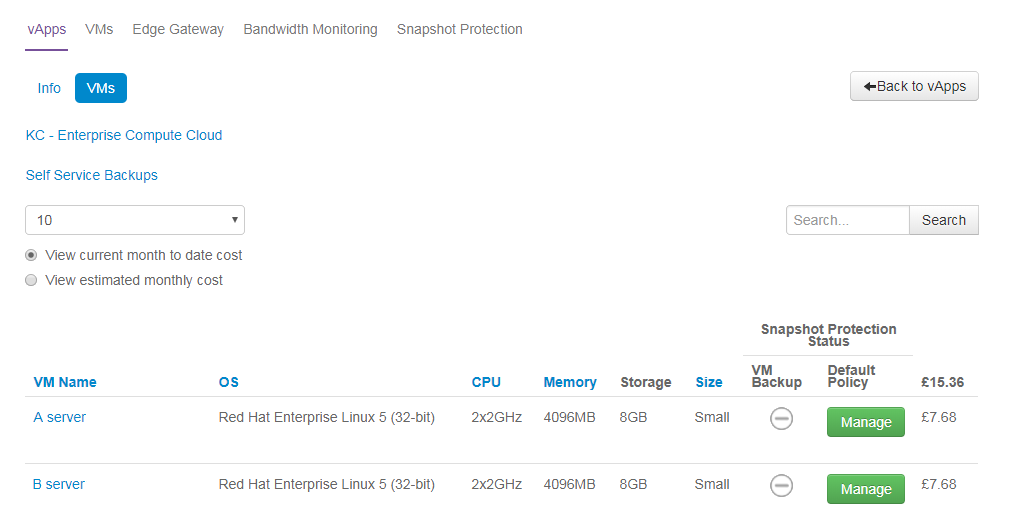 vApps VMs Edge Gateway Bandwidth Monitoring Snapshot Protection
Info VMs Back to vApps
KC - Enterprise Compute Cloud
Self Service Backups
10 Search... Search
View current month to date cost
View estimated monthly cost
Snapshot Protection
Status
VM Name OS CPU Memory Storage Size VM Backup Default Policy £15.36
A server Red Hat Enterprise Linux 5 (32-bit) 2x2GHz 4096MB 8GB Small Manage £7.68
B server Red Hat Enterprise Linux 5 (32-bit) 2x2GHz 4096MB 8GB Small Manage £7.68